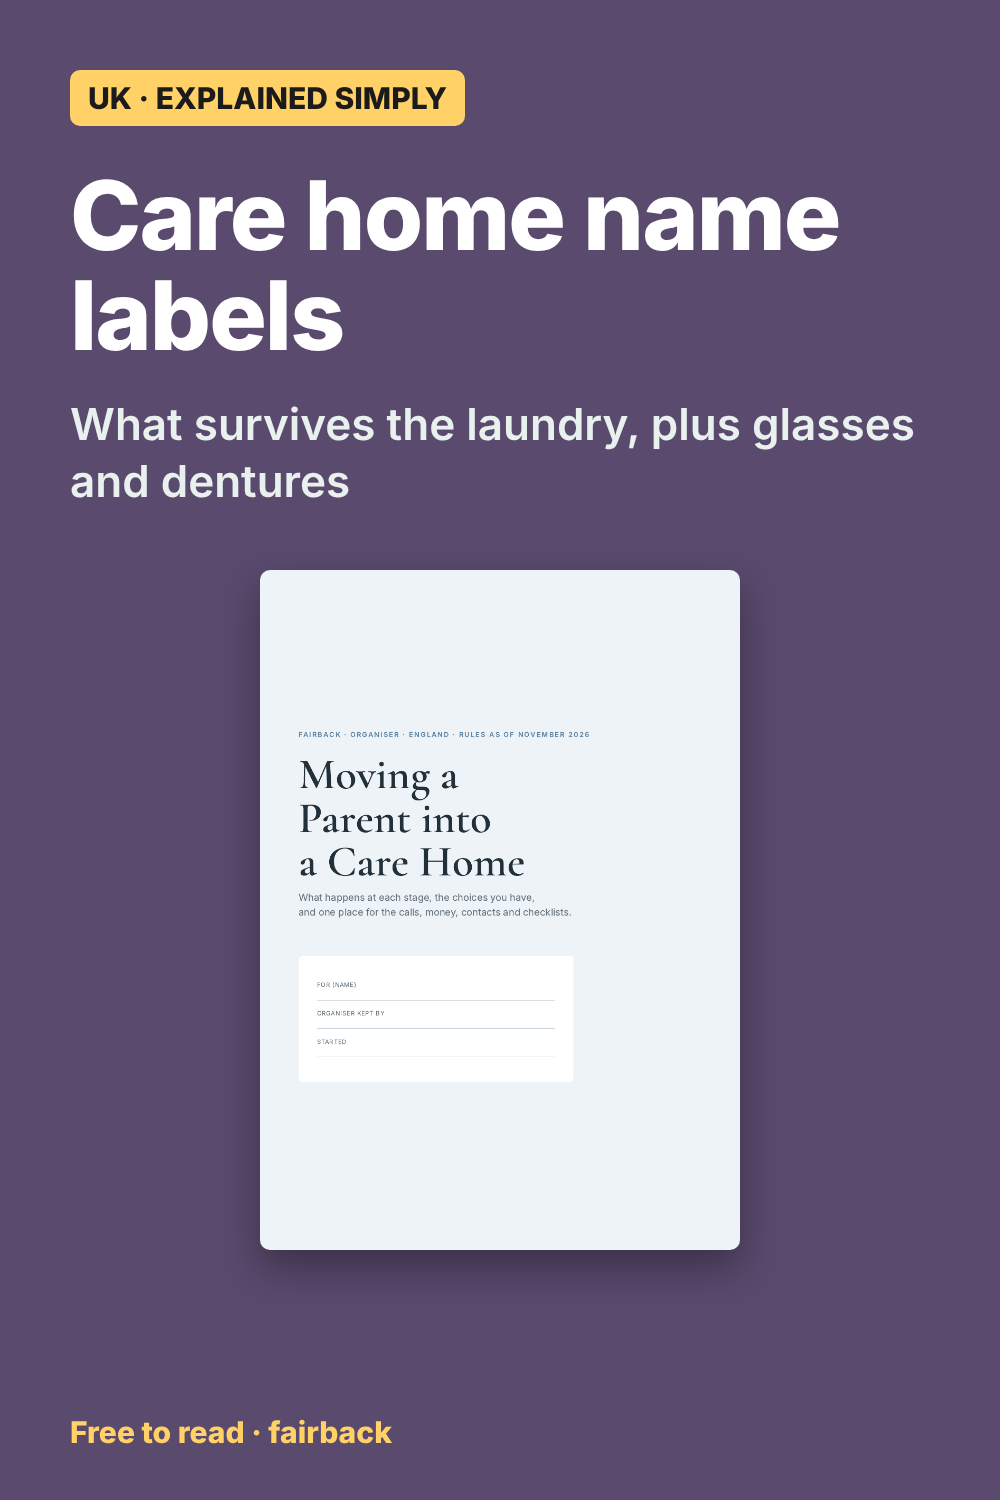 UK · EXPLAINED SIMPLY
Care home name
labels
What survives the laundry, plus glasses
and dentures
FAIRBACK · ORGANISER · ENGLAND · RULES AS OF NOVEMBER 2026
Moving a
Parent into
a Care Home
What happens at each stage, the choices you have,
and one place for the calls, money, contacts and checklists.
FOR (NAME)
ORGANISER KEPT BY
STARTED
Free to read · fairback